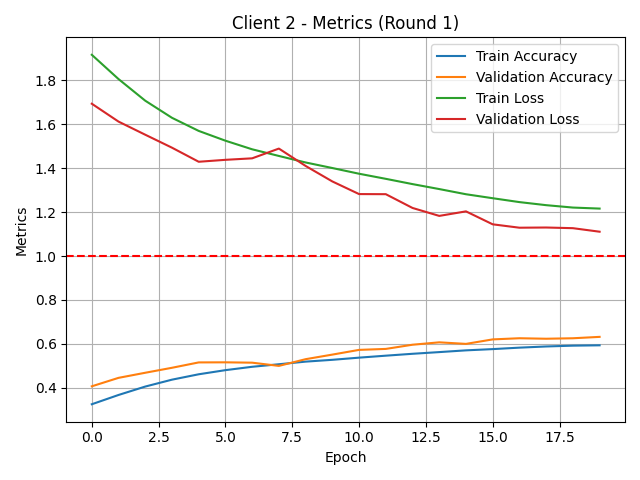 Client 2 - Metrics (Round 1)
Train Accuracy
Validation Accuracy
Train Loss
Validation Loss
1.8
1.6
1.4
1.2
1.0
0.8
0.6
0.4
Metrics
0.0 2.5 5.0 7.5 10.0 12.5 15.0 17.5
Epoch